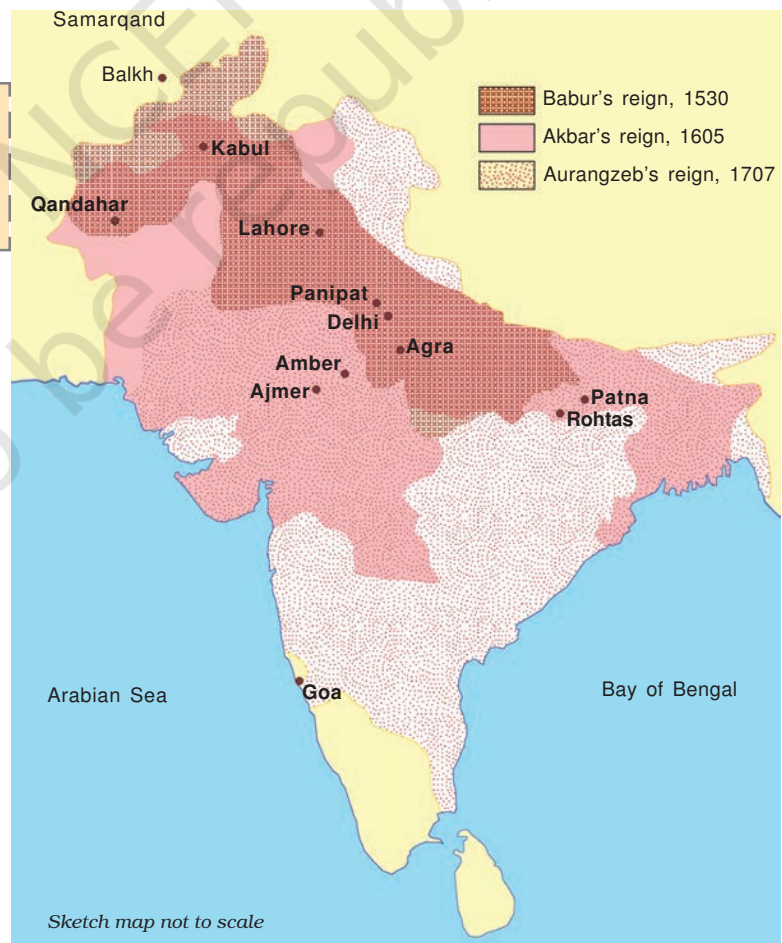 Samarqand
Balkh
Babur's reign, 1530
Akbar's reign, 1605
Aurangzeb's reign, 1707
Kabul
Qandahar
Lahore
Panipat
Delhi
Agra
Amber
Ajmer
Patna
Rohtas
Goa
Arabian Sea
Bay of Bengal
Sketch map not to scale